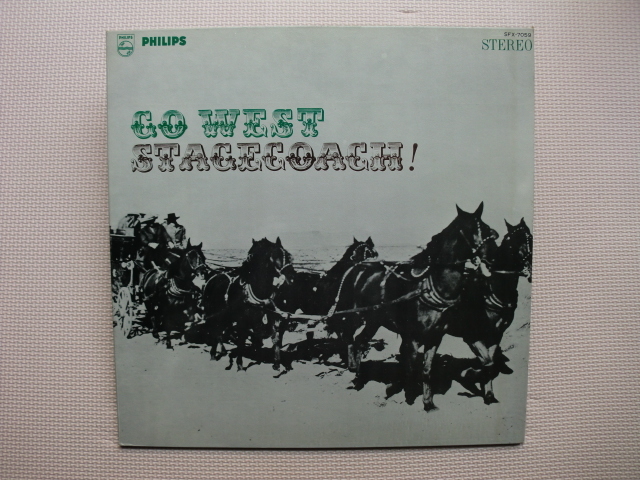 PHILIPS
SFX-7059
STEREO
GO WEST
STAGECOACH!